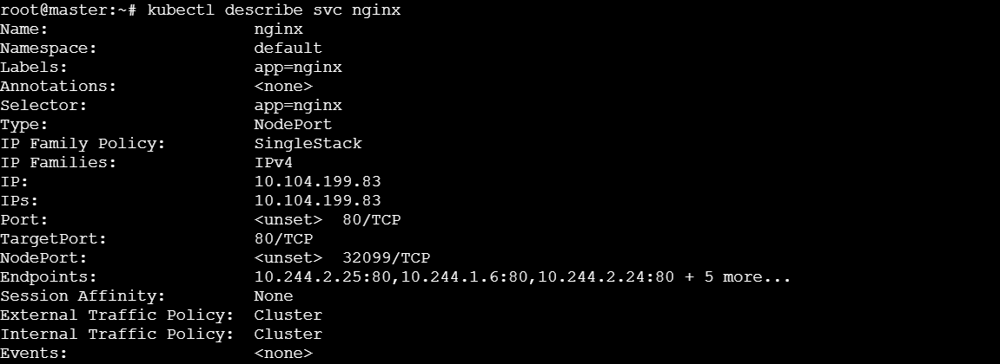 root@master:~# kubectl describe svc nginx
Name:                     nginx
Namespace:                default
Labels:                   app=nginx
Annotations:              <none>
Selector:                 app=nginx
Type:                     NodePort
IP Family Policy:         SingleStack
IP Families:              IPv4
IP:                       10.104.199.83
IPs:                      10.104.199.83
Port:                     <unset>  80/TCP
TargetPort:               80/TCP
NodePort:                 <unset>  32099/TCP
Endpoints:                10.244.2.25:80,10.244.1.6:80,10.244.2.24:80 + 5 more...
Session Affinity:         None
External Traffic Policy:  Cluster
Internal Traffic Policy:  Cluster
Events:                   <none>